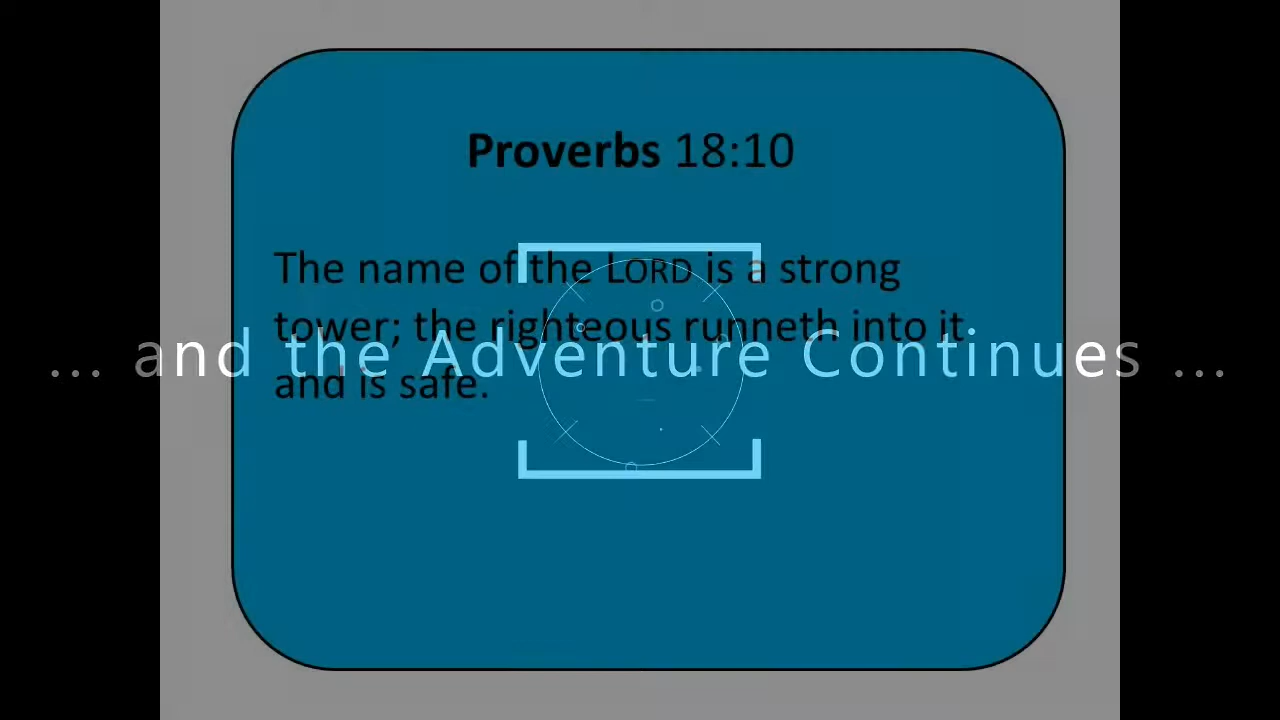 Proverbs 18:10
The name of the LORD is a strong
tower; the righteous runneth into it
... and the Adventure Continues ...
and is safe.